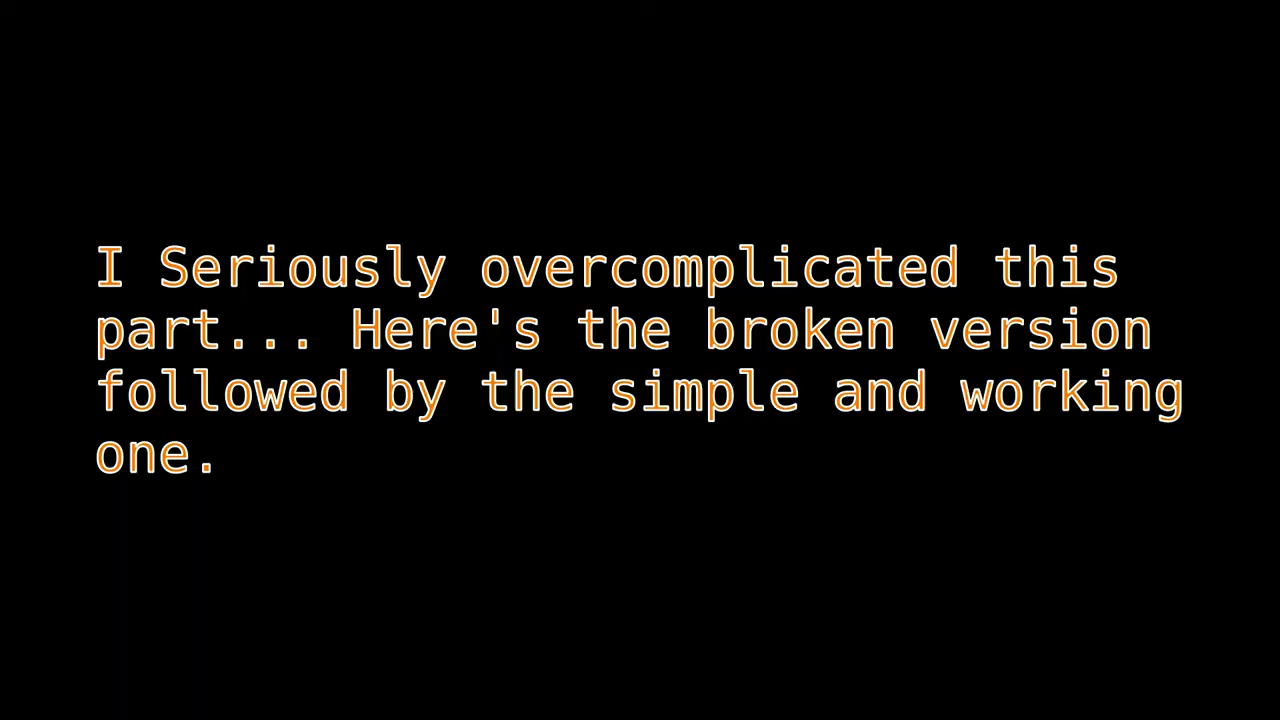 I Seriously overcomplicated this
part... Here's the broken version
followed by the simple and working
one.